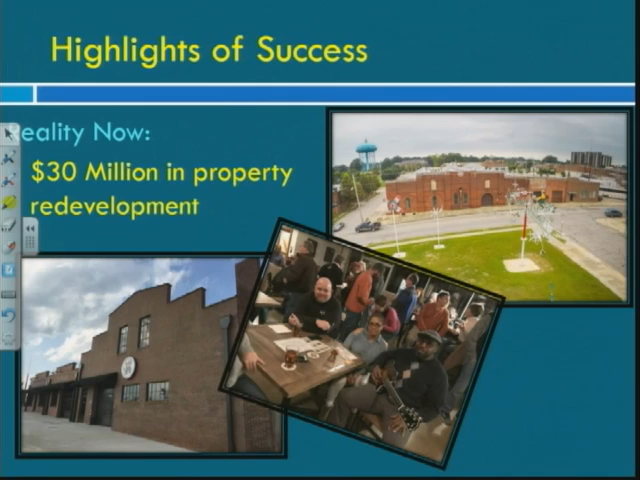 Highlights of Success
Reality Now:
$30 Million in property
redevelopment